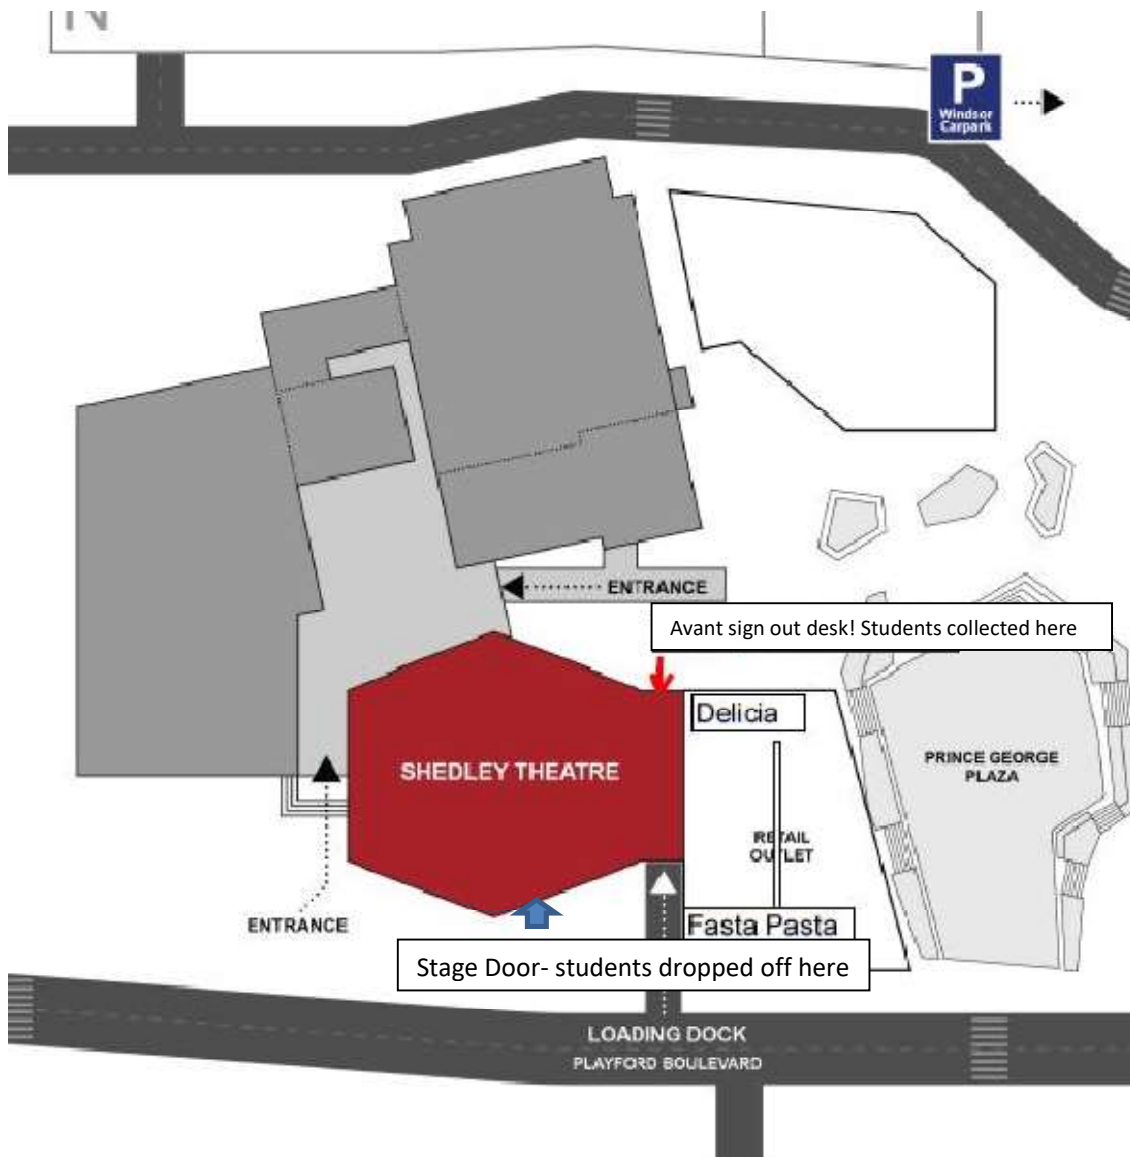 N
P
Windsor
Carpark
ENTRANCE
Avant sign out desk! Students collected here
Delicia
SHEDLEY THEATRE
PRINCE GEORGE
PLAZA
RETAIL
OUTLET
ENTRANCE
Fasta Pasta
Stage Door- students dropped off here
LOADING DOCK
PLAYFORD BOULEVARD